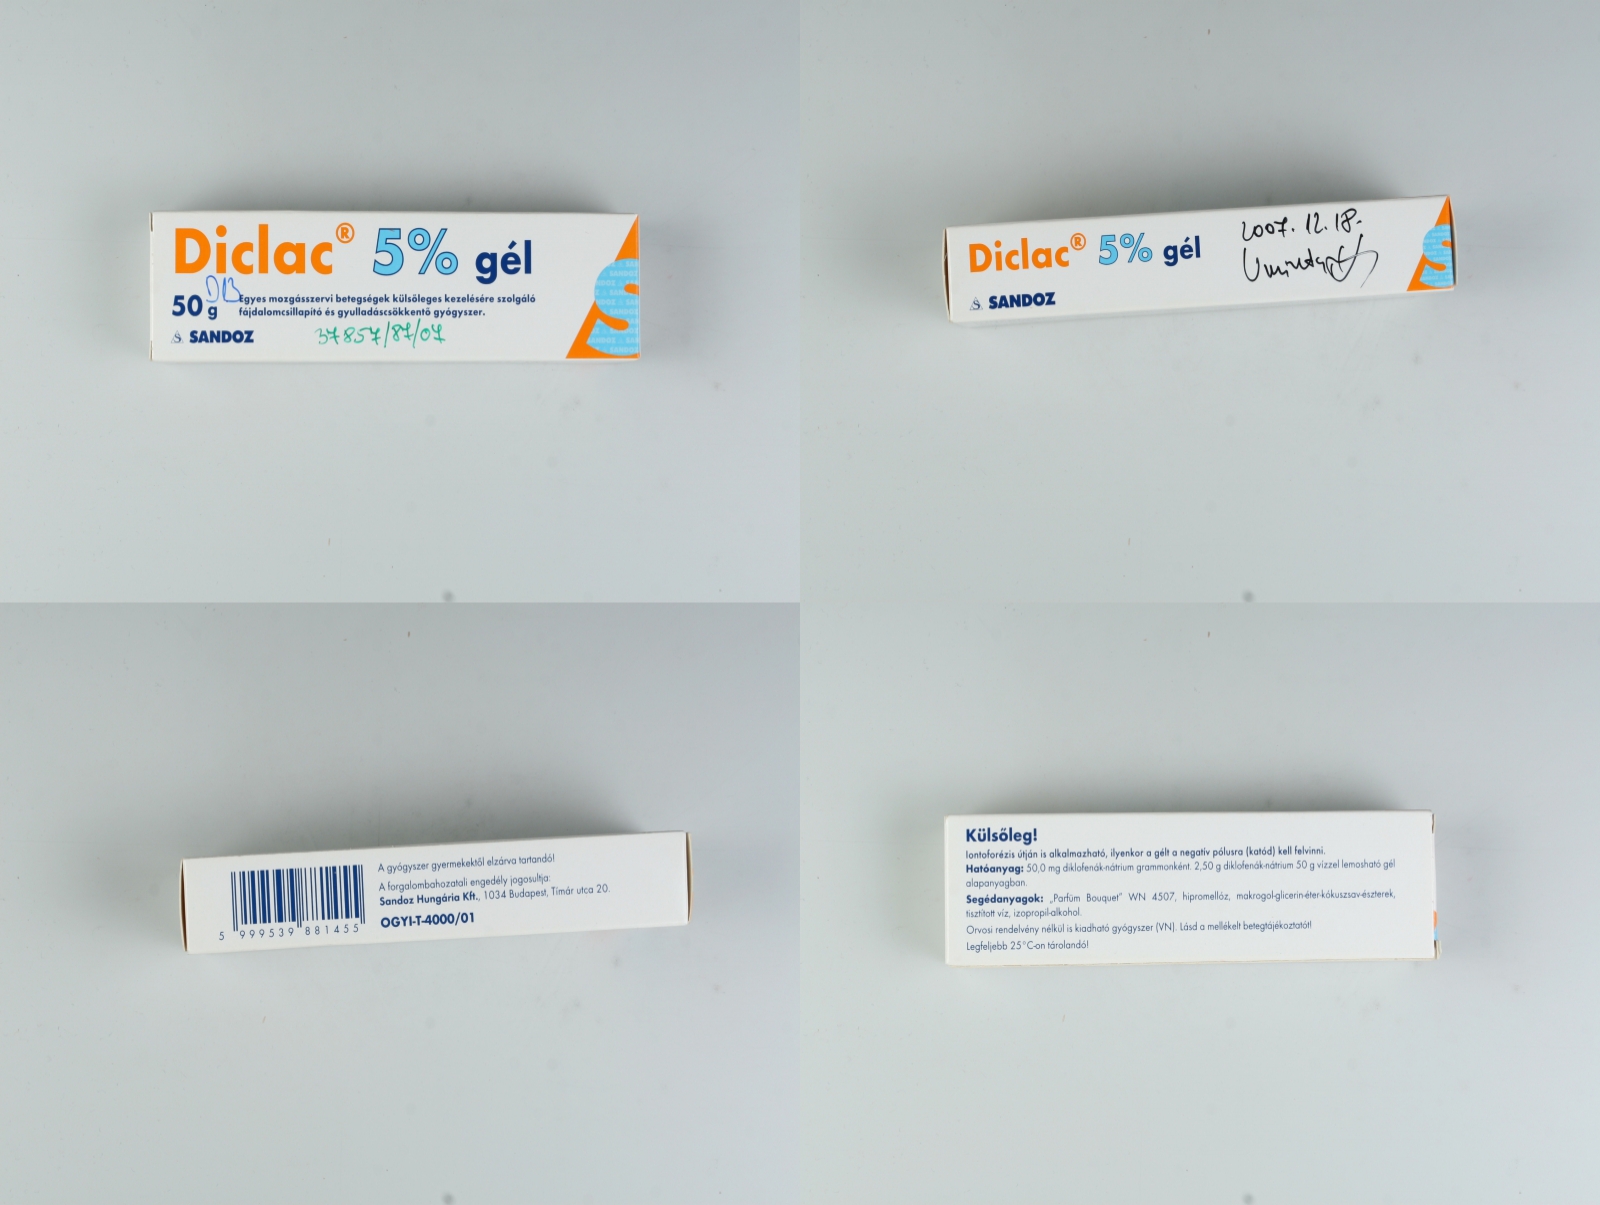 Diclac® 5% gél
50 g
Egyes mozgásszervi betegségek külsőleges kezelésére szolgáló
fájdalomcsillapító és gyulladáscsökkentő gyógyszer.
SANDOZ
37857/87/07
Diclac® 5% gél
2007. 12. 18.
SANDOZ
A gyógyszer gyermekektől elzárva tartandó!
A forgalombahozatali engedély jogosultja:
Sandoz Hungária Kft., 1034 Budapest, Tímár utca 20.
OGYI-T-4000/01
5 999539 881455
Külsőleg!
Iontoforézis útján is alkalmazható, ilyenkor a gélt a negatív pólusra (katód) kell felvinni.
Hatóanyag: 50,0 mg diklofenák-nátrium grammonként. 2,50 g diklofenák-nátrium 50 g vízzel lemosható gél
alapanyagban.
Segédanyagok: „Parfüm Bouquet" WN 4507, hipromellóz, makrogol-glicerin-éter-kókuszsav-észterek,
tisztított víz, izopropil-alkohol.
Orvosi rendelvény nélkül is kiadható gyógyszer (VN). Lásd a mellékelt betegtájékoztatót!
Legfeljebb 25°C-on tárolandó!